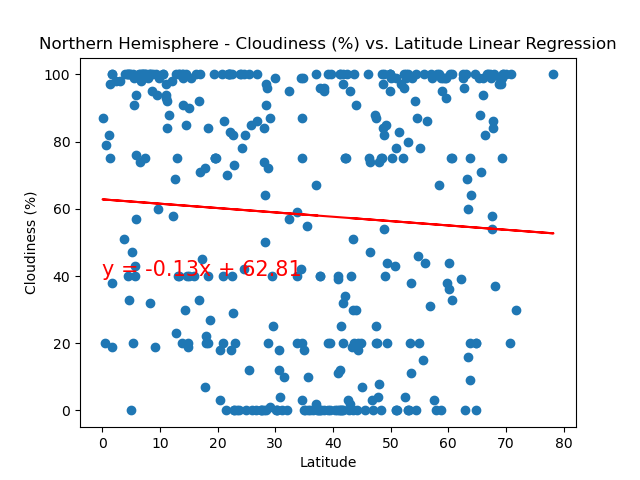 Northern Hemisphere - Cloudiness (%) vs. Latitude Linear Regression
100
80
60
40
20
0
Cloudiness (%)
y = -0.13x + 62.81
0 10 20 30 40 50 60 70 80
Latitude